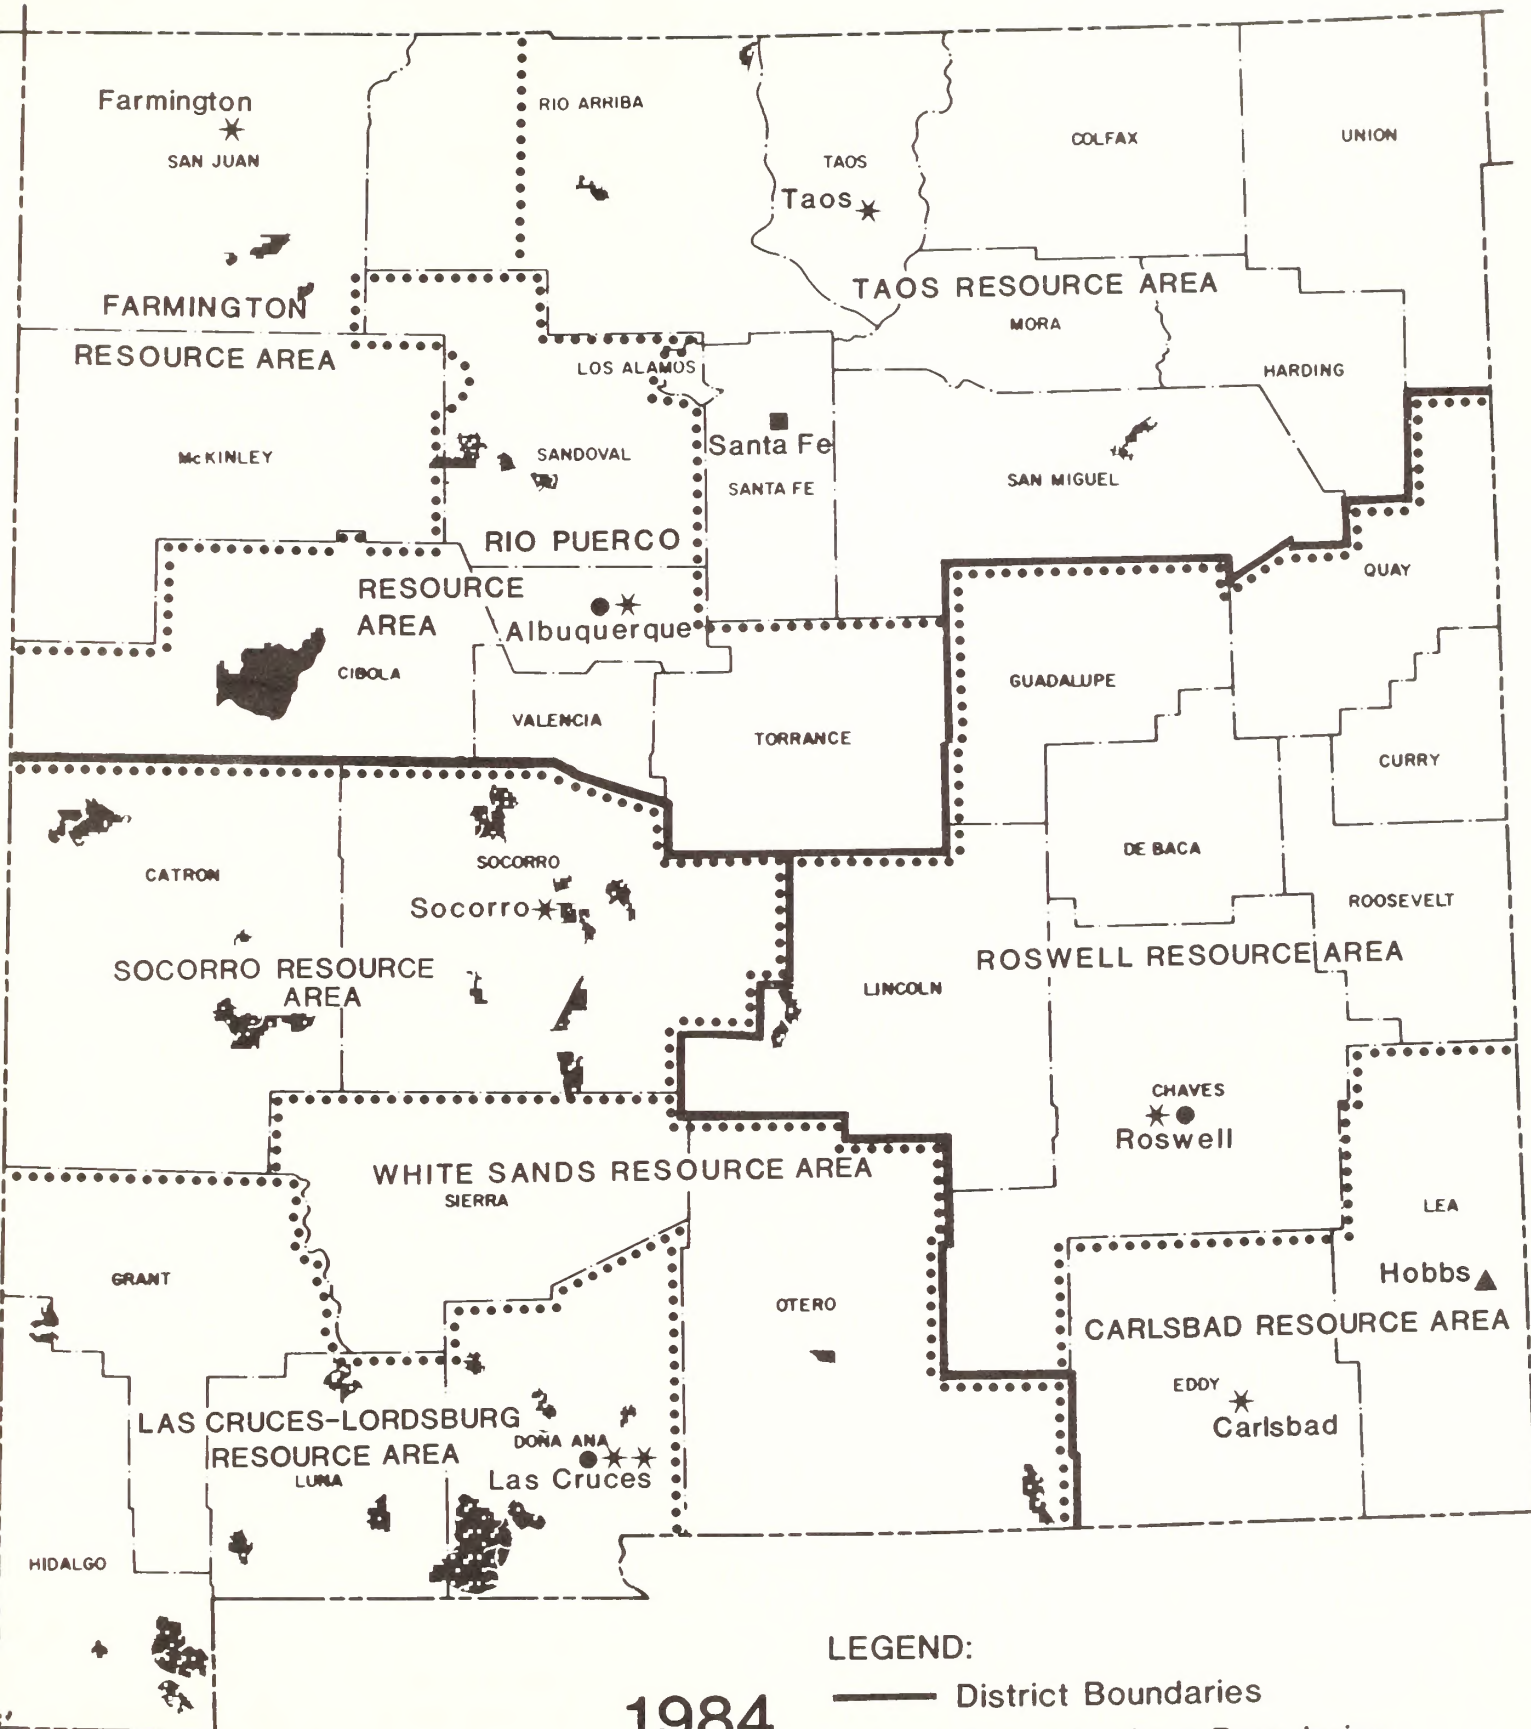 Farmington
SAN JUAN
RIO ARRIBA
TAOS
Taos
COLFAX
UNION
FARMINGTON
RESOURCE AREA
TAOS RESOURCE AREA
MORA
HARDING
LOS ALAMOS
McKINLEY
SANDOVAL
Santa Fe
SANTA FE
SAN MIGUEL
QUAY
RIO PUERCO
RESOURCE
AREA
Albuquerque
CIBOLA
VALENCIA
TORRANCE
GUADALUPE
CURRY
DE BACA
ROOSEVELT
CATRON
SOCORRO
Socorro
SOCORRO RESOURCE
AREA
LINCOLN
ROSWELL RESOURCE AREA
CHAVES
Roswell
WHITE SANDS RESOURCE AREA
SIERRA
LEA
Hobbs
GRANT
OTERO
CARLSBAD RESOURCE AREA
EDDY
Carlsbad
LAS CRUCES-LORDSBURG
RESOURCE AREA
LUNA
DOÑA ANA
Las Cruces
HIDALGO
LEGEND:
District Boundaries
1984